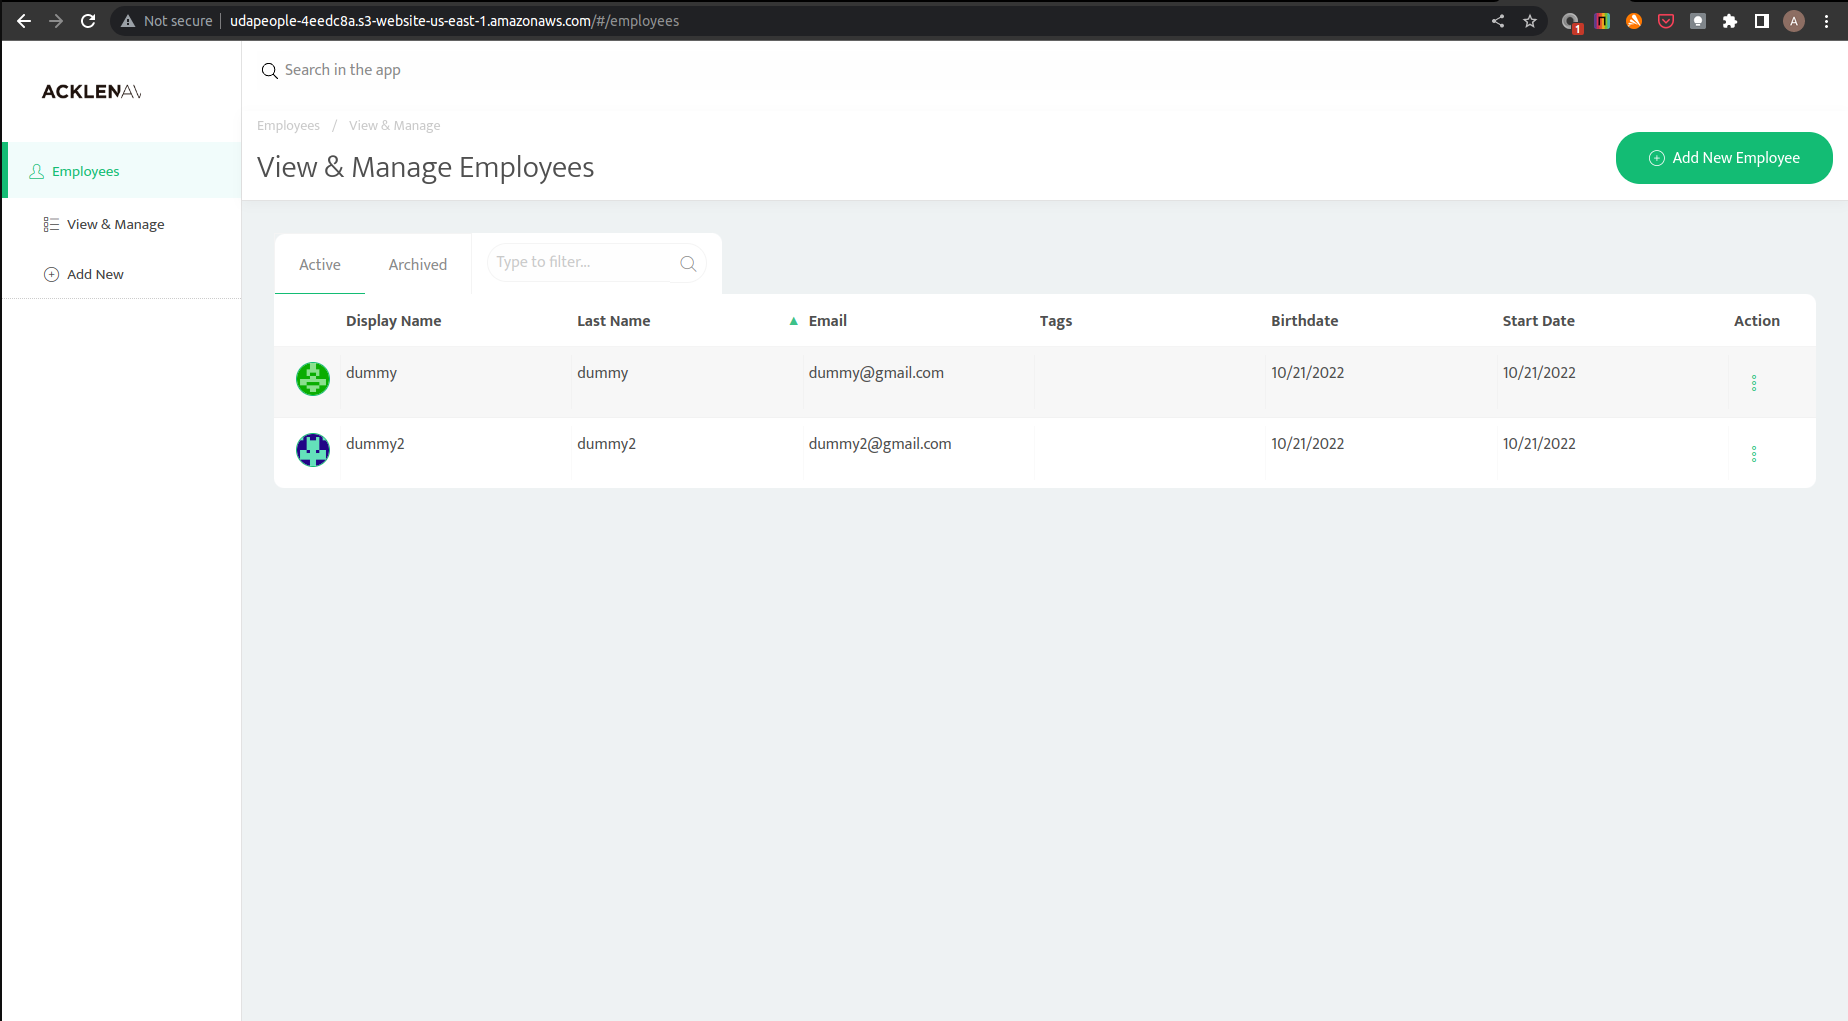 Not secure udapeople-4eedc8a.s3-website-us-east-1.amazonaws.com/#/employees 1 A
ACKLENAV
Search in the app
Employees / View & Manage
View & Manage Employees
Add New Employee
Employees
View & Manage
Add New
Active Archived Type to filter...
Display Name Last Name Email Tags Birthdate Start Date Action
dummy dummy dummy@gmail.com 10/21/2022 10/21/2022
dummy2 dummy2 dummy2@gmail.com 10/21/2022 10/21/2022